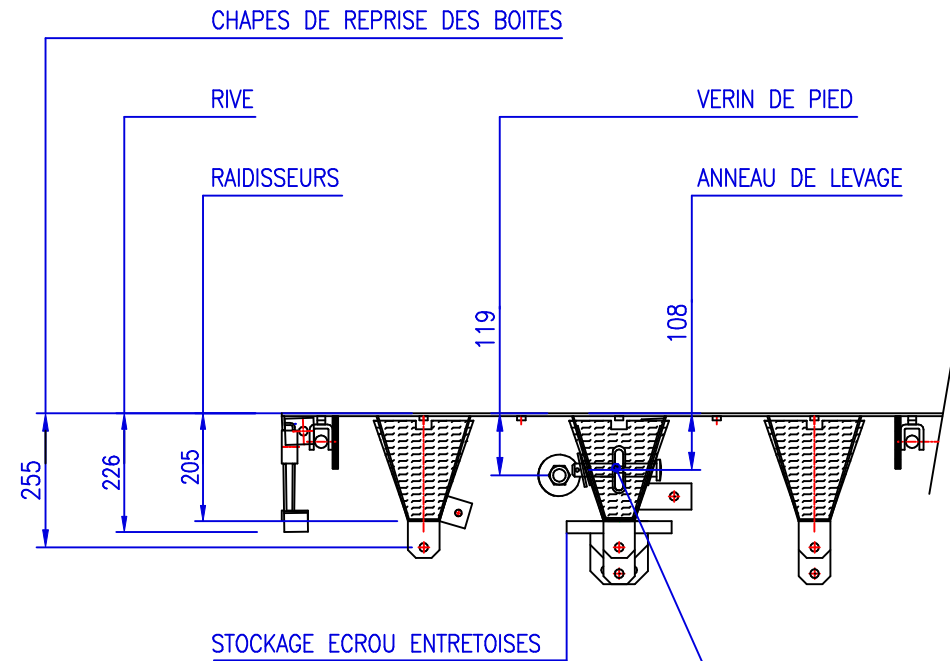 CHAPES DE REPRISE DES BOITES
RIVE
VERIN DE PIED
RAIDISSEURS
ANNEAU DE LEVAGE
119
108
255
226
205
STOCKAGE ECROU ENTRETOISES